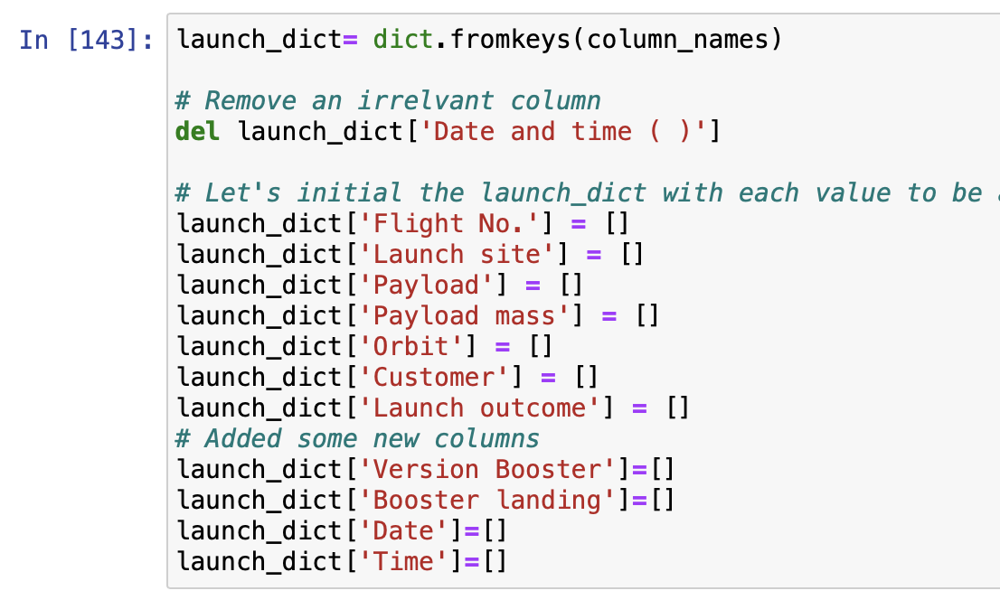 In [143]:
launch_dict= dict.fromkeys(column_names)
# Remove an irrelvant column
del launch_dict['Date and time ( )']
# Let's initial the launch_dict with each value to be
launch_dict['Flight No.'] = []
launch_dict['Launch site'] = []
launch_dict['Payload'] = []
launch_dict['Payload mass'] = []
launch_dict['Orbit'] = []
launch_dict['Customer'] = []
launch_dict['Launch outcome'] = []
# Added some new columns
launch_dict['Version Booster']=[]
launch_dict['Booster landing']=[]
launch_dict['Date']=[]
launch_dict['Time']=[]